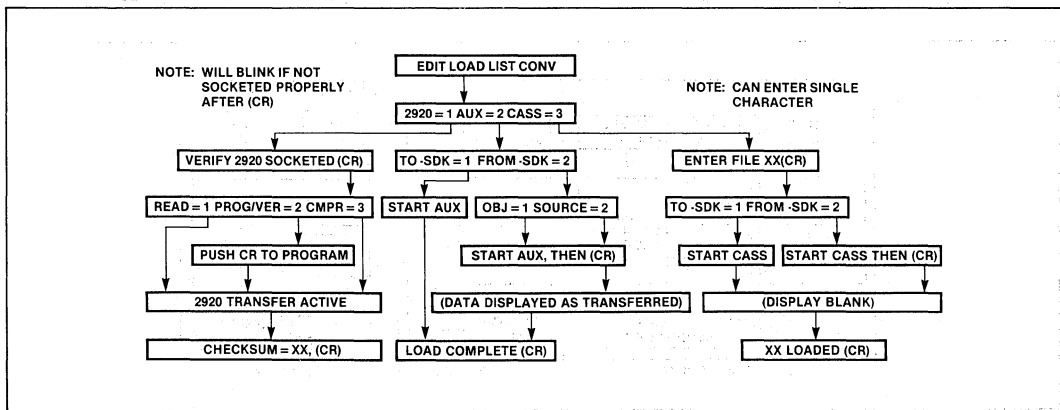 EDIT LOAD LIST CONV
NOTE: WILL BLINK IF NOT
SOCKETED PROPERLY
AFTER (CR)
NOTE: CAN ENTER SINGLE
CHARACTER
2920 = 1 AUX = 2 CASS = 3
VERIFY 2920 SOCKETED (CR)
TO -SDK = 1 FROM -SDK = 2
ENTER FILE XX(CR)
READ = 1 PROG/VER = 2 CMPR = 3
START AUX
OBJ = 1 SOURCE = 2
TO -SDK = 1 FROM -SDK = 2
PUSH CR TO PROGRAM
START AUX, THEN (CR)
START CASS
START CASS THEN (CR)
2920 TRANSFER ACTIVE
(DATA DISPLAYED AS TRANSFERRED)
(DISPLAY BLANK)
CHECKSUM = XX, (CR)
LOAD COMPLETE (CR)
XX LOADED (CR)